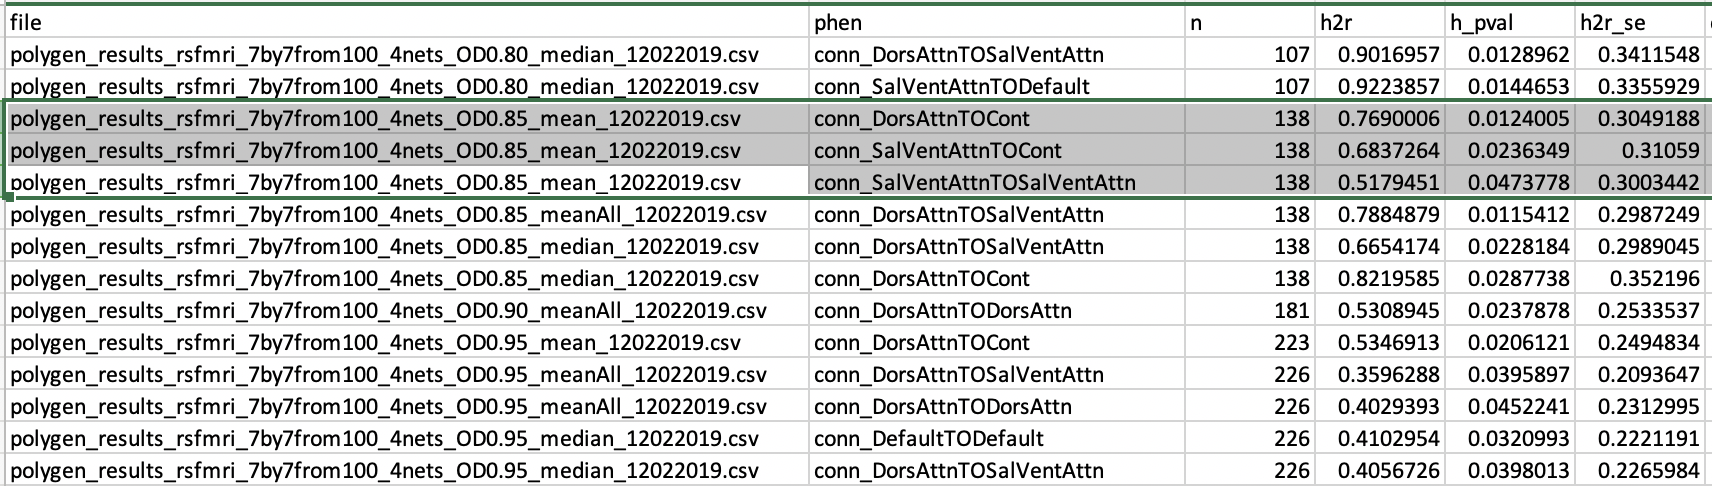 file phen n h2r h_pval h2r_se
polygen_results_rsfmri_7by7from100_4nets_OD0.80_median_12022019.csv conn_DorsAttnTOSalVentAttn 107 0.9016957 0.0128962 0.3411548
polygen_results_rsfmri_7by7from100_4nets_OD0.80_median_12022019.csv conn_SalVentAttnTODefault 107 0.9223857 0.0144653 0.3355929
polygen_results_rsfmri_7by7from100_4nets_OD0.85_mean_12022019.csv conn_DorsAttnTOCont 138 0.7690006 0.0124005 0.3049188
polygen_results_rsfmri_7by7from100_4nets_OD0.85_mean_12022019.csv conn_SalVentAttnTOCont 138 0.6837264 0.0236349 0.31059
polygen_results_rsfmri_7by7from100_4nets_OD0.85_mean_12022019.csv conn_SalVentAttnTOSalVentAttn 138 0.5179451 0.0473778 0.3003442
polygen_results_rsfmri_7by7from100_4nets_OD0.85_meanAll_12022019.csv conn_DorsAttnTOSalVentAttn 138 0.7884879 0.0115412 0.2987249
polygen_results_rsfmri_7by7from100_4nets_OD0.85_median_12022019.csv conn_DorsAttnTOSalVentAttn 138 0.6654174 0.0228184 0.2989045
polygen_results_rsfmri_7by7from100_4nets_OD0.85_median_12022019.csv conn_DorsAttnTOCont 138 0.8219585 0.0287738 0.352196
polygen_results_rsfmri_7by7from100_4nets_OD0.90_meanAll_12022019.csv conn_DorsAttnTODorsAttn 181 0.5308945 0.0237878 0.2533537
polygen_results_rsfmri_7by7from100_4nets_OD0.95_mean_12022019.csv conn_DorsAttnTOCont 223 0.5346913 0.0206121 0.2494834
polygen_results_rsfmri_7by7from100_4nets_OD0.95_meanAll_12022019.csv conn_DorsAttnTOSalVentAttn 226 0.3596288 0.0395897 0.2093647
polygen_results_rsfmri_7by7from100_4nets_OD0.95_meanAll_12022019.csv conn_DorsAttnTODorsAttn 226 0.4029393 0.0452241 0.2312995
polygen_results_rsfmri_7by7from100_4nets_OD0.95_median_12022019.csv conn_DefaultTODefault 226 0.4102954 0.0320993 0.2221191
polygen_results_rsfmri_7by7from100_4nets_OD0.95_median_12022019.csv conn_DorsAttnTOSalVentAttn 226 0.4056726 0.0398013 0.2265984